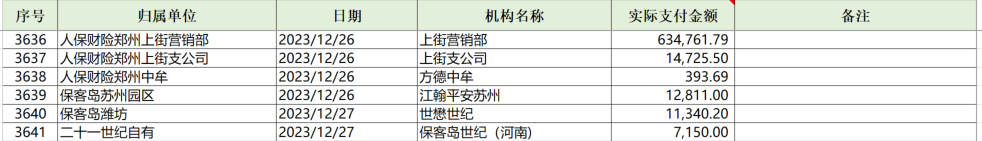 序号 归属单位 日期 机构名称 实际支付金额 备注
3636 人保财险郑州上街营销部 2023/12/26 上街营销部 634,761.79
3637 人保财险郑州上街支公司 2023/12/26 上街支公司 14,725.50
3638 人保财险郑州中牟 2023/12/26 方德中牟 393.69
3639 保客岛苏州园区 2023/12/26 江翰平安苏州 12,811.00
3640 保客岛潍坊 2023/12/27 世懋世纪 11,340.20
3641 二十一世纪自有 2023/12/27 保客岛世纪（河南) 7,150.00